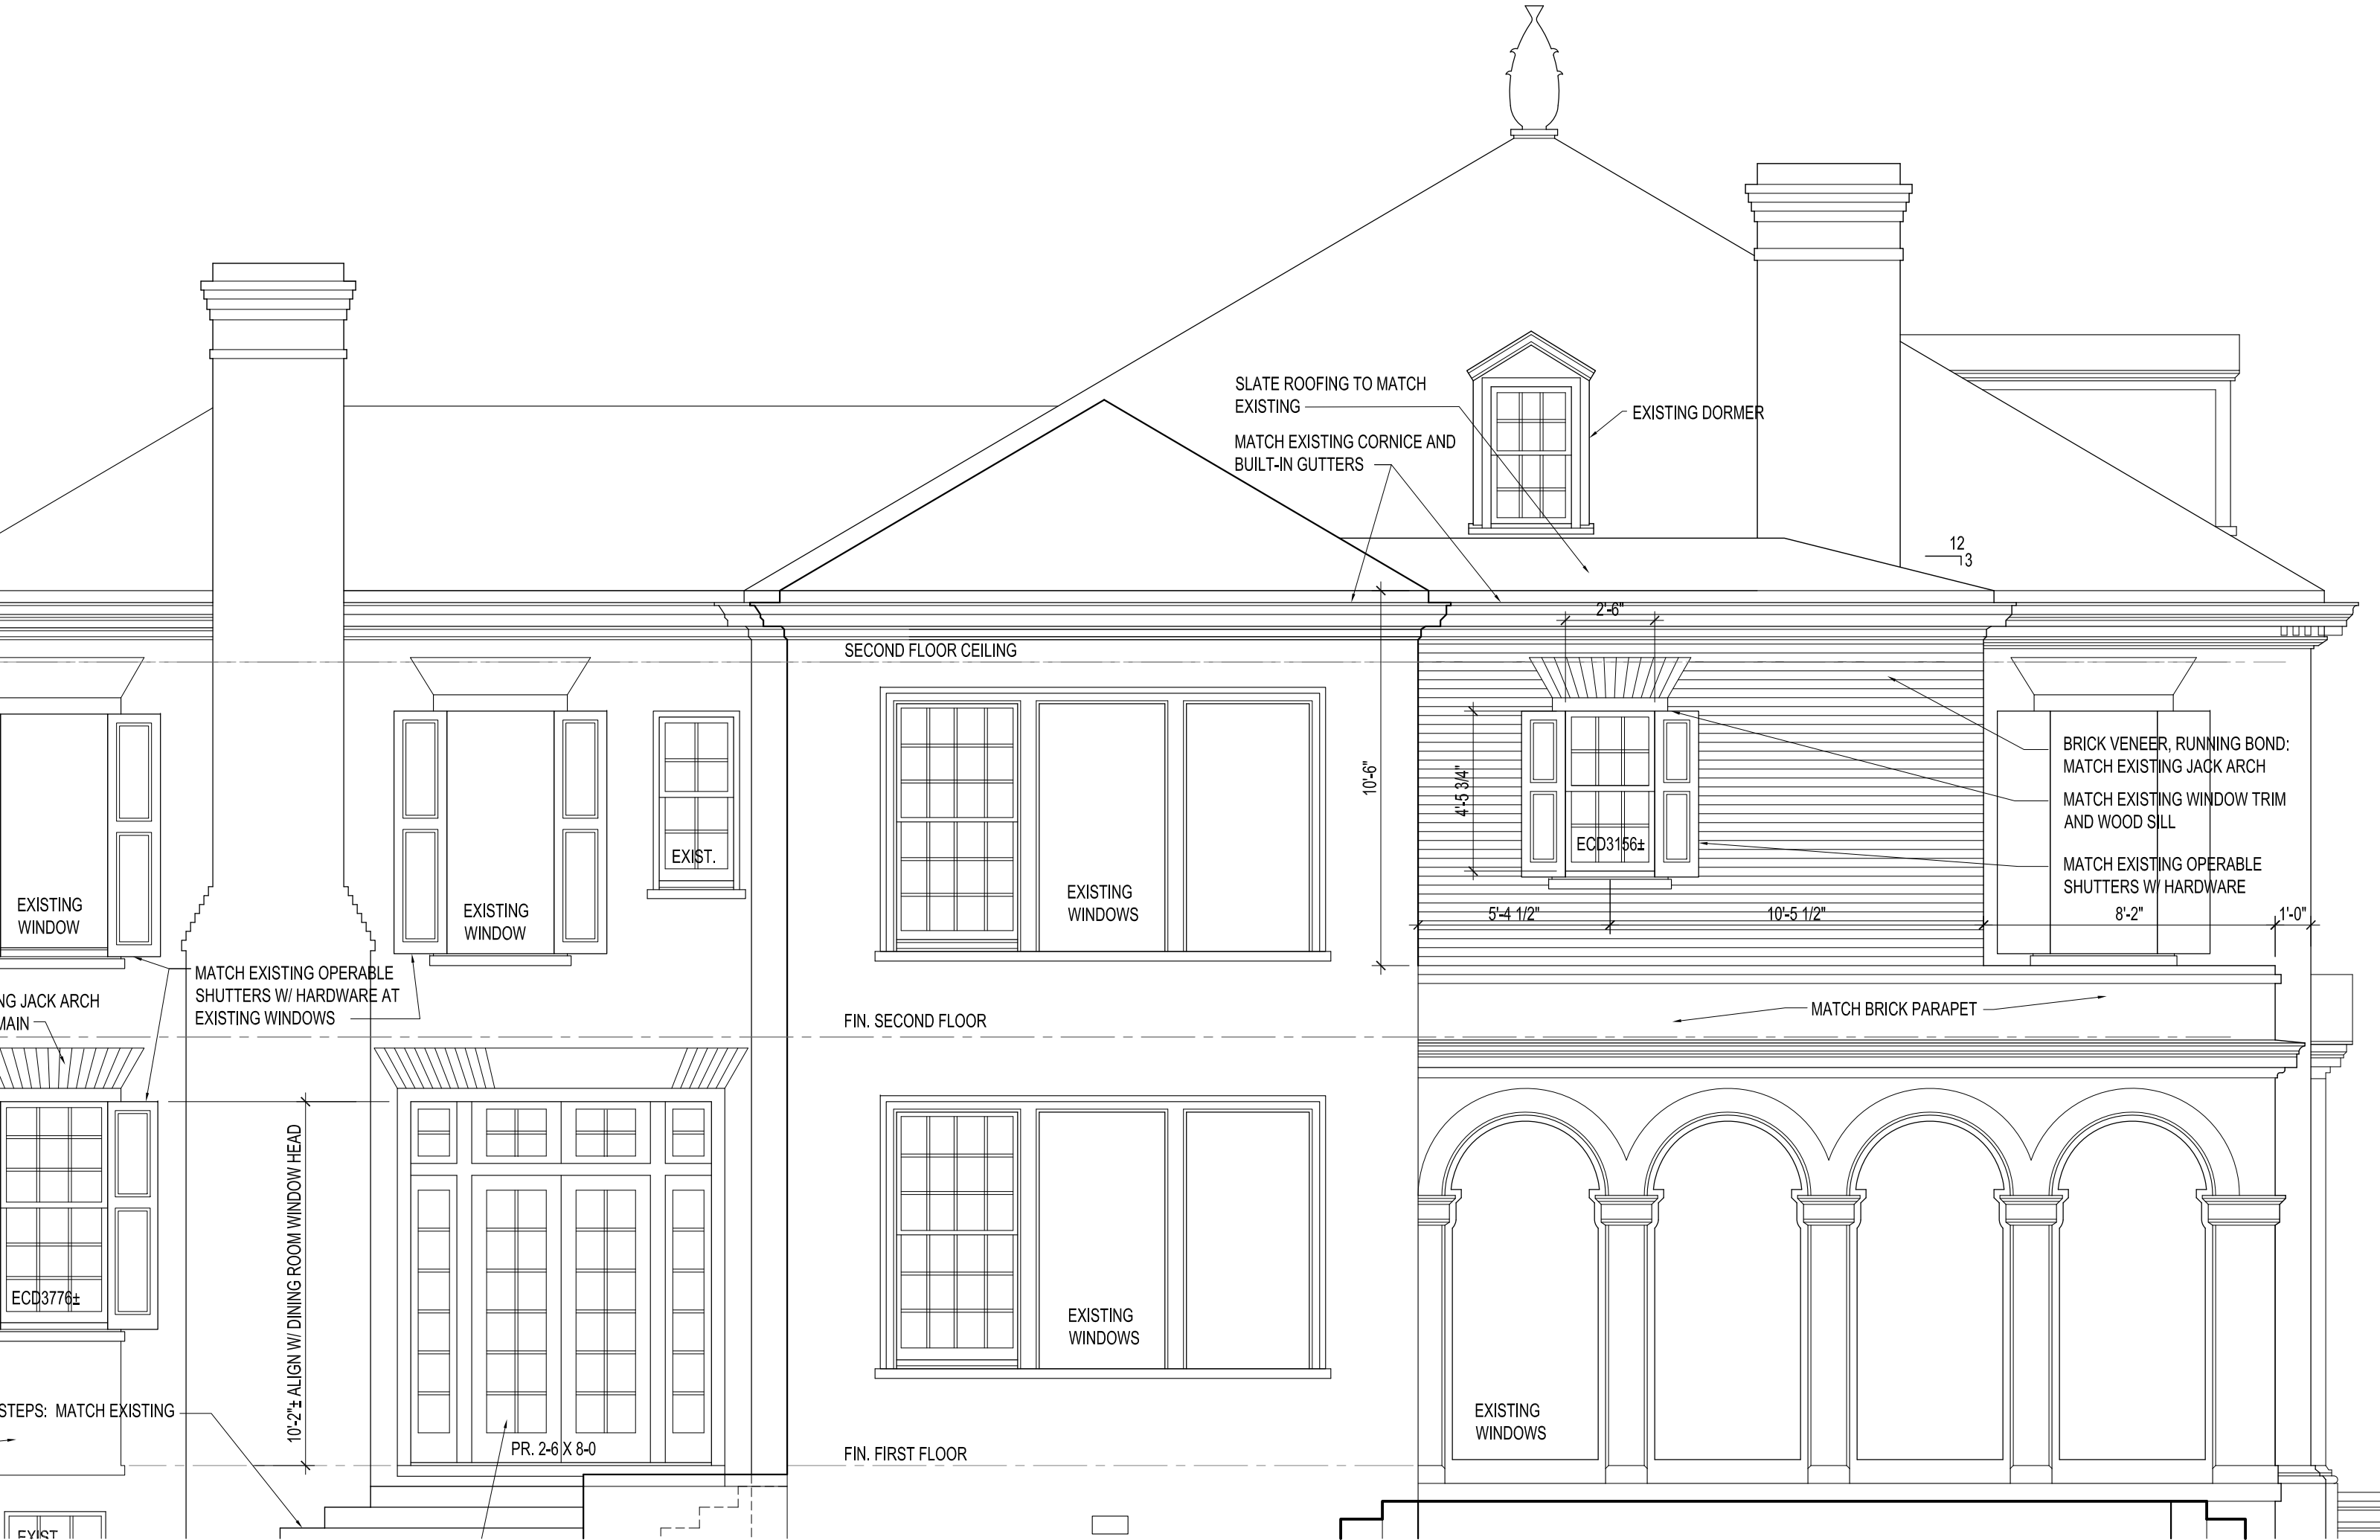 SLATE ROOFING TO MATCH
EXISTING
MATCH EXISTING CORNICE AND
BUILT-IN GUTTERS
EXISTING DORMER
12
3
2'-6"
SECOND FLOOR CEILING
10'-6"
4'-5 3/4"
BRICK VENEER, RUNNING BOND:
MATCH EXISTING JACK ARCH
MATCH EXISTING WINDOW TRIM
AND WOOD SILL
MATCH EXISTING OPERABLE
SHUTTERS W/ HARDWARE
ECD3156±
EXIST.
EXISTING
WINDOW
EXISTING
WINDOW
EXISTING
WINDOWS
5'-4 1/2"
10'-5 1/2"
8'-2"
1'-0"
MATCH EXISTING OPERABLE
SHUTTERS W/ HARDWARE AT
EXISTING WINDOWS
NG JACK ARCH
MAIN
FIN. SECOND FLOOR
MATCH BRICK PARAPET
10'-2"± ALIGN W/ DINING ROOM WINDOW HEAD
ECD3776±
EXISTING
WINDOWS
EXISTING
WINDOWS
STEPS: MATCH EXISTING
PR. 2-6 X 8-0
FIN. FIRST FLOOR
EXIST.